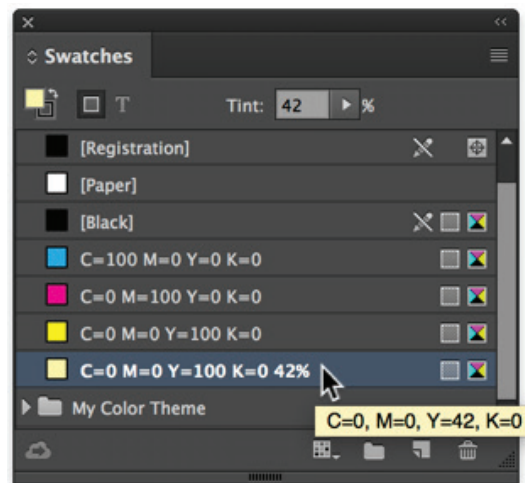 Swatches
T Tint: 42 %
[Registration]
[Paper]
[Black]
C=100 M=0 Y=0 K=0
C=0 M=100 Y=0 K=0
C=0 M=0 Y=100 K=0
C=0 M=0 Y=100 K=0 42%
My Color Theme
C=0, M=0, Y=42, K=0